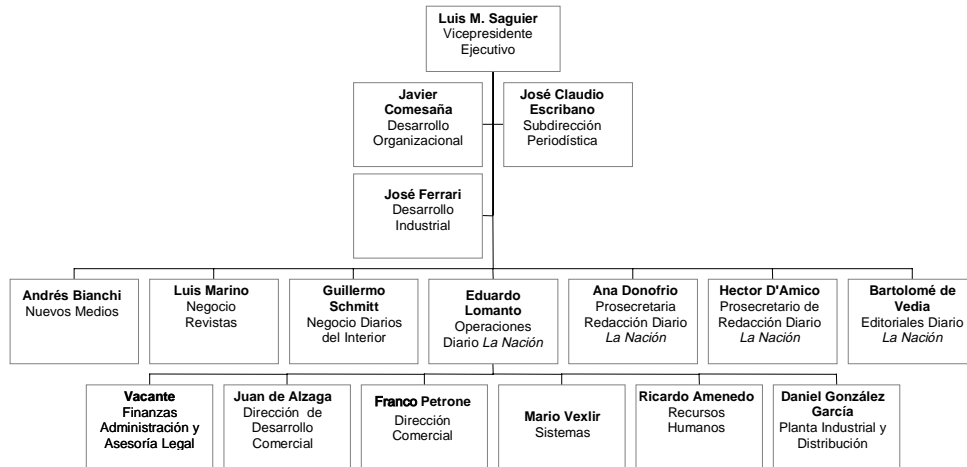 Luis M. Saguier
Vicepresidente
Ejecutivo
Javier
Comesaña
Desarrollo
Organizacional
José Claudio
Escribano
Subdirección
Periodística
José Ferrari
Desarrollo
Industrial
Andrés Bianchi
Nuevos Medios
Luis Marino
Negocio
Revistas
Guillermo
Schmitt
Negocio Diarios
del Interior
Eduardo
Lomanto
Operaciones
Diario La Nación
Ana Donofrio
Prosecretaria
Redacción Diario
La Nación
Hector D'Amico
Prosecretario de
Redacción Diario
La Nación
Bartolomé de
Vedia
Editoriales Diario
La Nación
Vacante
Finanzas
Administración y
Asesoría Legal
Juan de Alzaga
Dirección de
Desarrollo
Comercial
Franco Petrone
Dirección
Comercial
Mario Vexlir
Sistemas
Ricardo Amenedo
Recursos
Humanos
Daniel González
García
Planta Industrial y
Distribución